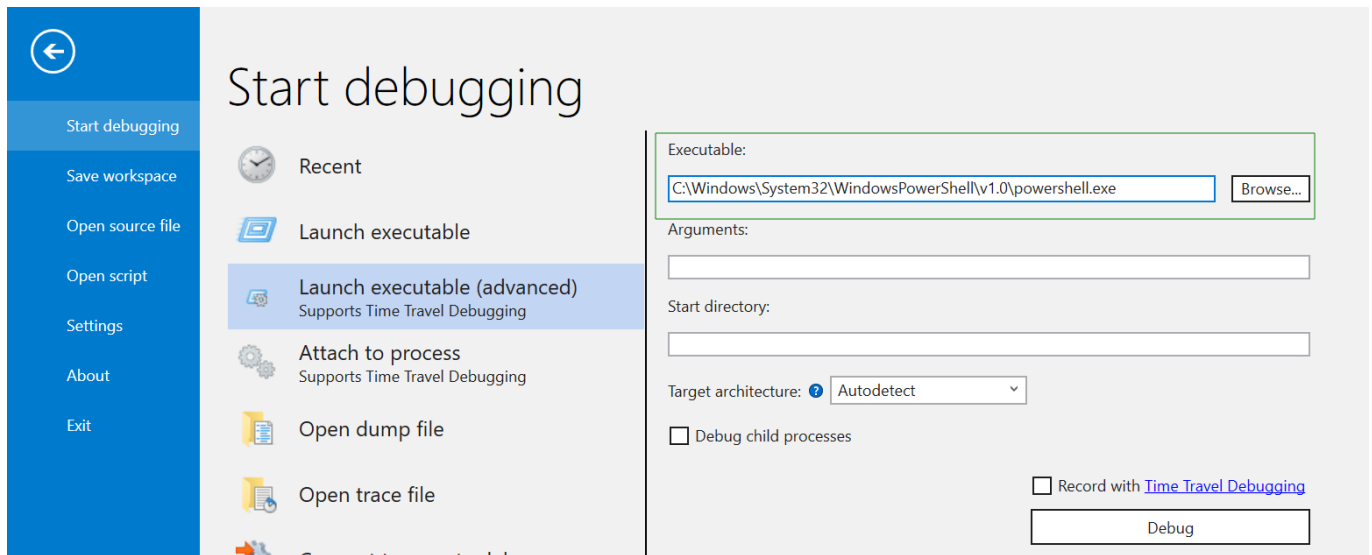 Start debugging
Save workspace
Open source file
Open script
Settings
About
Exit
Start debugging
Recent
Launch executable
Launch executable (advanced)
Supports Time Travel Debugging
Attach to process
Supports Time Travel Debugging
Open dump file
Open trace file
Executable:
C:\Windows\System32\WindowsPowerShell\v1.0\powershell.exe
Browse...
Arguments:
Start directory:
Target architecture: ? Autodetect
Debug child processes
Record with Time Travel Debugging
Debug